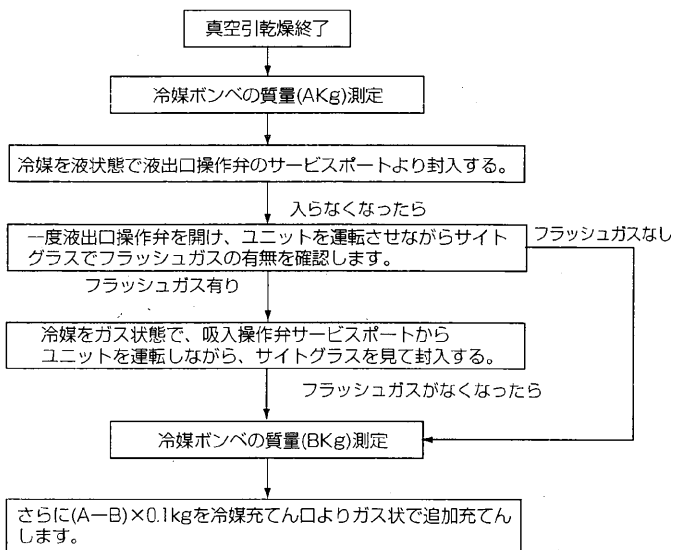 真空引乾燥終了
冷媒ボンベの質量(AKg)測定
冷媒を液状態で液出口操作弁のサービスポートより封入する。
入らなくなったら
一度液出口操作弁を開け、ユニットを運転させながらサイト
グラスでフラッシュガスの有無を確認します。
フラッシュガスなし
フラッシュガス有り
冷媒をガス状態で、吸入操作弁サービスポートから
ユニットを運転しながら、サイトグラスを見て封入する。
フラッシュガスがなくなったら
冷媒ボンベの質量(BKg)測定
さらに(A－B)×0.1kgを冷媒充てん口よりガス状で追加充てん
します。